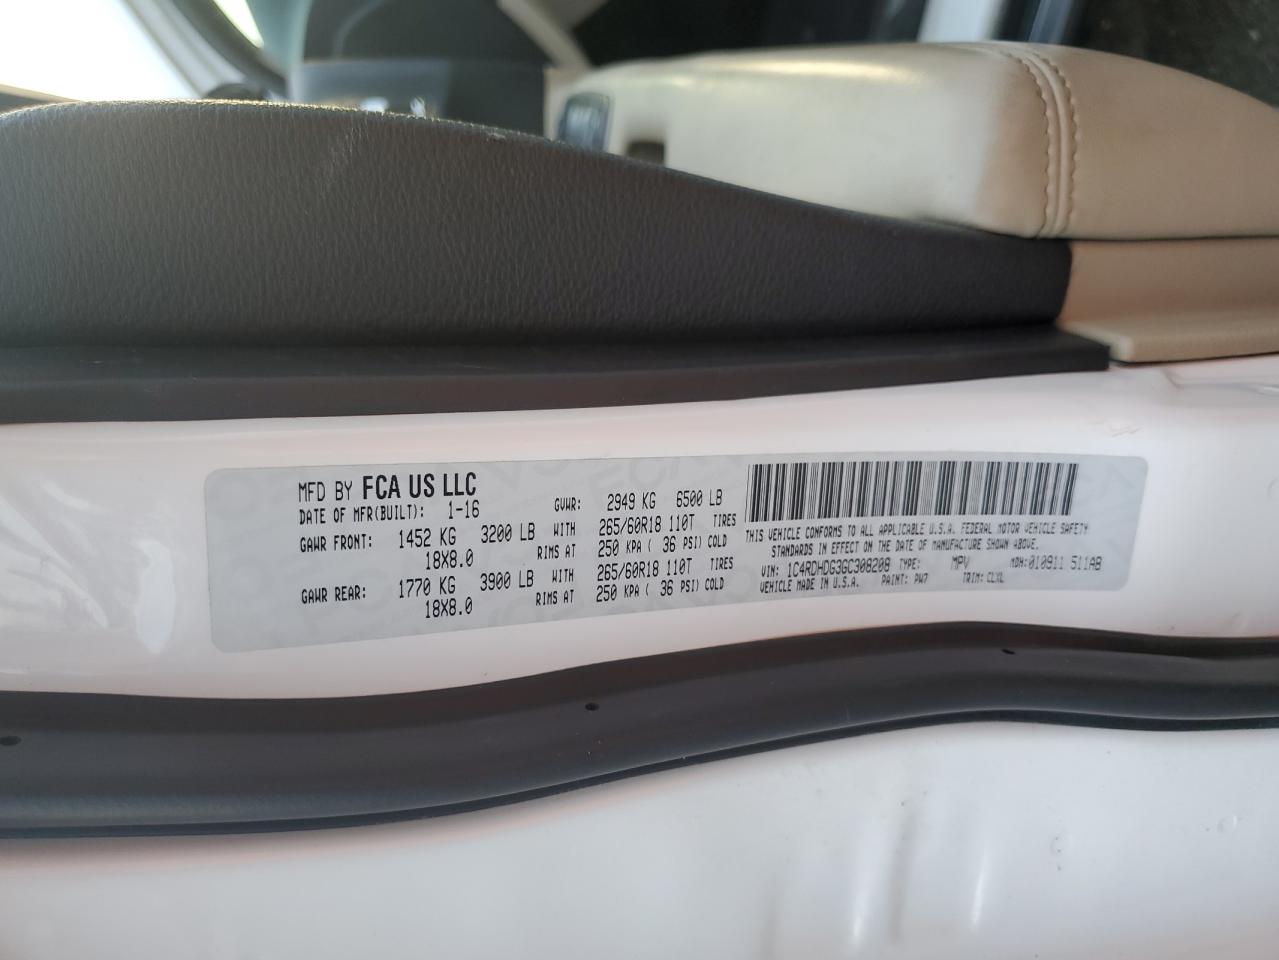 MFD BY FCA US LLC
DATE OF MFR(BUILT): 1-16 GVWR: 2949 KG 6500 LB
GAWR FRONT: 1452 KG 3200 LB WITH 265/60R18 110T TIRES
18X8.0 RIMS AT 250 KPA ( 36 PSI) COLD
GAWR REAR: 1770 KG 3900 LB WITH 265/60R18 110T TIRES
18X8.0 RIMS AT 250 KPA ( 36 PSI) COLD
THIS VEHICLE CONFORMS TO ALL APPLICABLE U.S.A. FEDERAL MOTOR VEHICLE SAFETY
STANDARDS IN EFFECT ON THE DATE OF MANUFACTURE SHOWN ABOVE.
VIN: 1C4RDHDG3GC308208 TYPE: MPV MDH: 010911 511AB
VEHICLE MADE IN U.S.A. PAINT: PW7 TRIM: CLXL